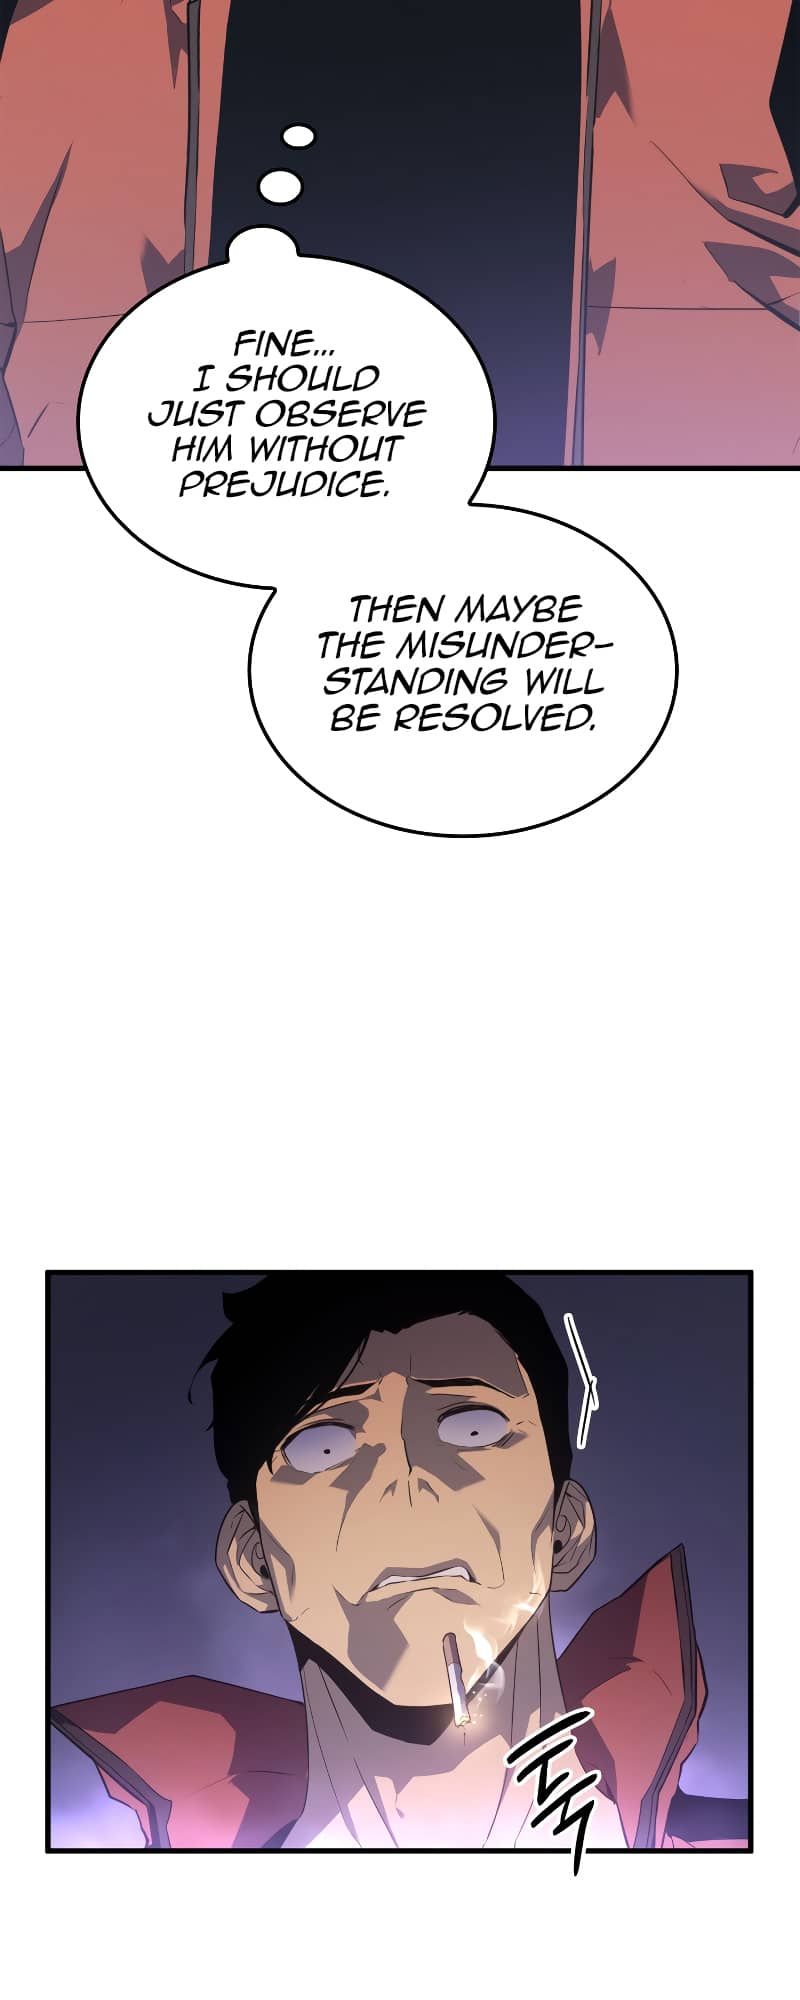 FINE...
I SHOULD
JUST OBSERVE
HIM WITHOUT
PREJUDICE.
THEN MAYBE
THE MISUNDER-
STANDING WILL
BE RESOLVED.